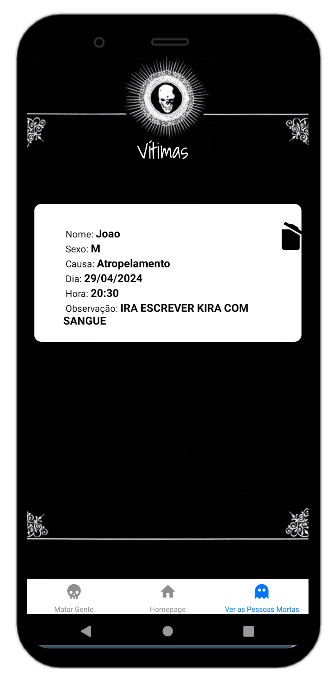 Vítimas
Nome: Joao
Sexo: M
Causa: Atropelamento
Dia: 29/04/2024
Hora: 20:30
Observação: IRA ESCREVER KIRA COM
SANGUE
Matar Gente
Homepage
Ver as Pessoas Mortas